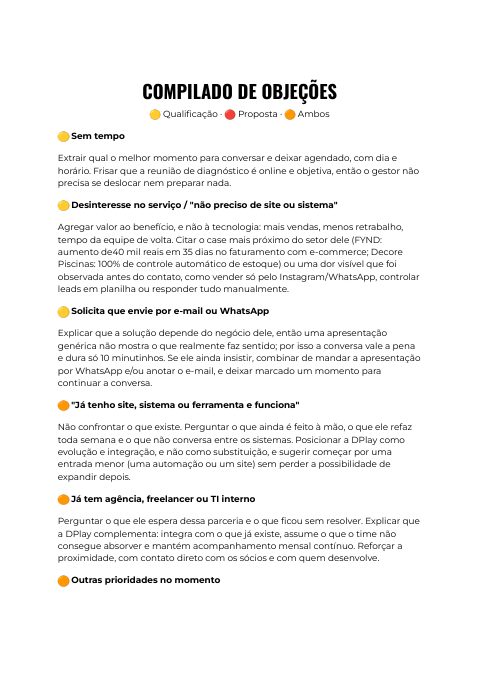 COMPILADO DE OBJEÇÕES
🟡 Qualificação · 🔴 Proposta · 🟠 Ambos
🟡 Sem tempo
Extrair qual o melhor momento para conversar e deixar agendado, com dia e
horário. Frisar que a reunião de diagnóstico é online e objetiva, então o gestor não
precisa se deslocar nem preparar nada.
🟡 Desinteresse no serviço / "não preciso de site ou sistema"
Agregar valor ao benefício, e não à tecnologia: mais vendas, menos retrabalho,
tempo da equipe de volta. Citar o case mais próximo do setor dele (FYND:
aumento de40 mil reais em 35 dias no faturamento com e-commerce; Decore
Piscinas: 100% de controle automático de estoque) ou uma dor visível que foi
observada antes do contato, como vender só pelo Instagram/WhatsApp, controlar
leads em planilha ou responder tudo manualmente.
🟡 Solicita que envie por e-mail ou WhatsApp
Explicar que a solução depende do negócio dele, então uma apresentação
genérica não mostra o que realmente faz sentido; por isso a conversa vale a pena
e dura só 10 minutinhos. Se ele ainda insistir, combinar de mandar a apresentação
por WhatsApp e/ou anotar o e-mail, e deixar marcado um momento para
continuar a conversa.
🟠 "Já tenho site, sistema ou ferramenta e funciona"
Não confrontar o que existe. Perguntar o que ainda é feito à mão, o que ele refaz
toda semana e o que não conversa entre os sistemas. Posicionar a DPlay como
evolução e integração, e não como substituição, e sugerir começar por uma
entrada menor (uma automação ou um site) sem perder a possibilidade de
expandir depois.
🟠 Já tem agência, freelancer ou TI interno
Perguntar o que ele espera dessa parceria e o que ficou sem resolver. Explicar que
a DPlay complementa: integra com o que já existe, assume o que o time não
consegue absorver e mantém acompanhamento mensal contínuo. Reforçar a
proximidade, com contato direto com os sócios e com quem desenvolve.
🟠 Outras prioridades no momento